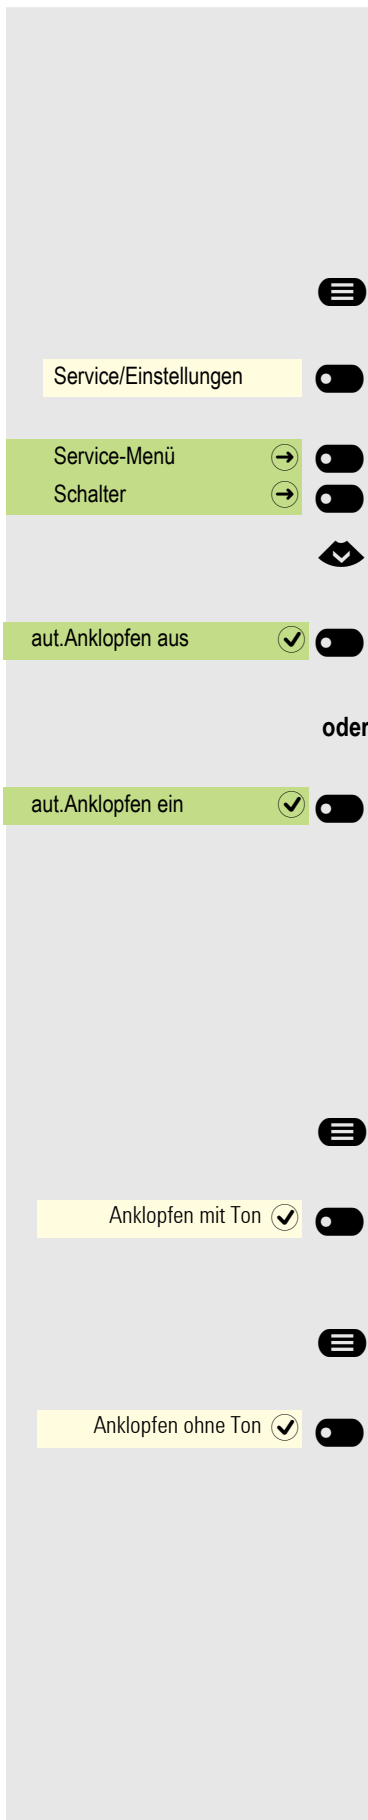 Service/Einstellungen
Service-Menü
Schalter
aut.Anklopfen aus
oder
aut.Anklopfen ein
Anklopfen mit Ton
Anklopfen ohne Ton